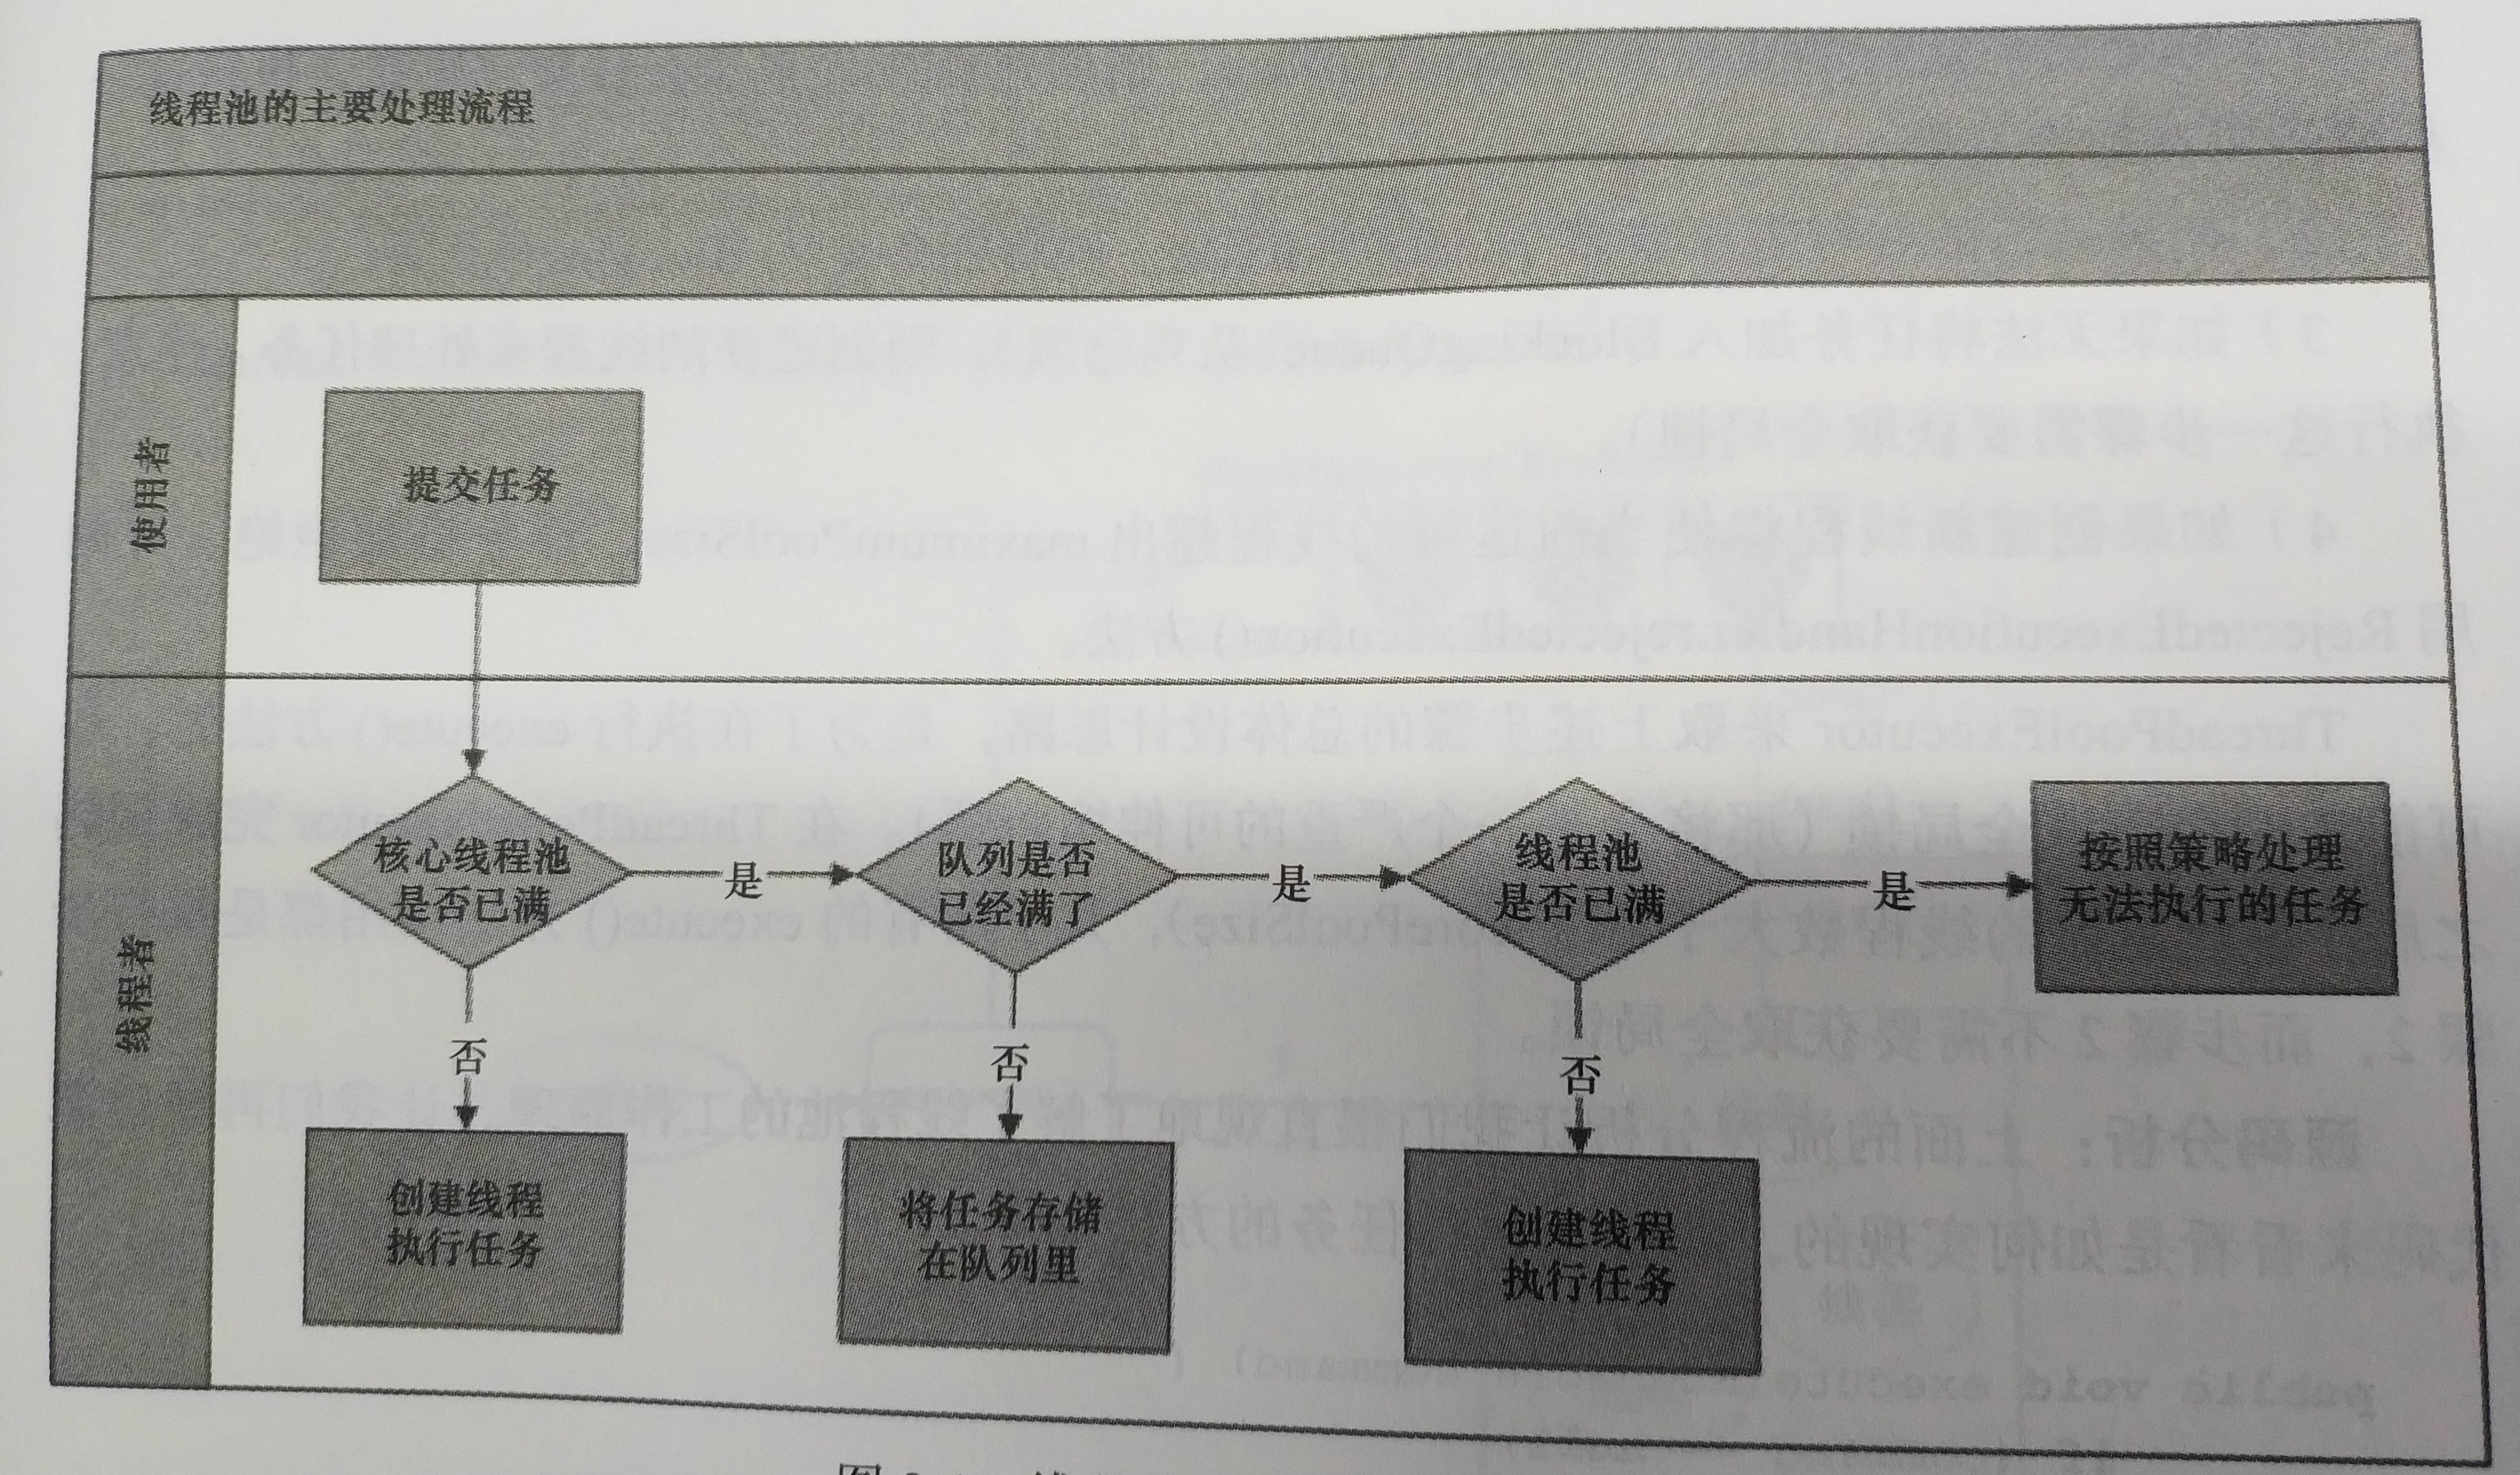 线程池的主要处理流程
使用者
提交任务
线程者
核心线程池
是否已满
是
队列是否
已经满了
是
线程池
是否已满
是
按照策略处理
无法执行的任务
否
否
否
创建线程
执行任务
将任务存储
在队列里
创建线程
执行任务